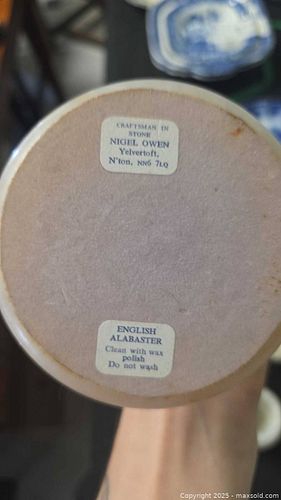 CRAFTSMAN IN
STONE
NIGEL OWEN
Yelvertoft,
N'ton, NN6 7LQ
ENGLISH
ALABASTER
Clean with wax
polish
Do not wash
Copyright 2025 - maxsold.com